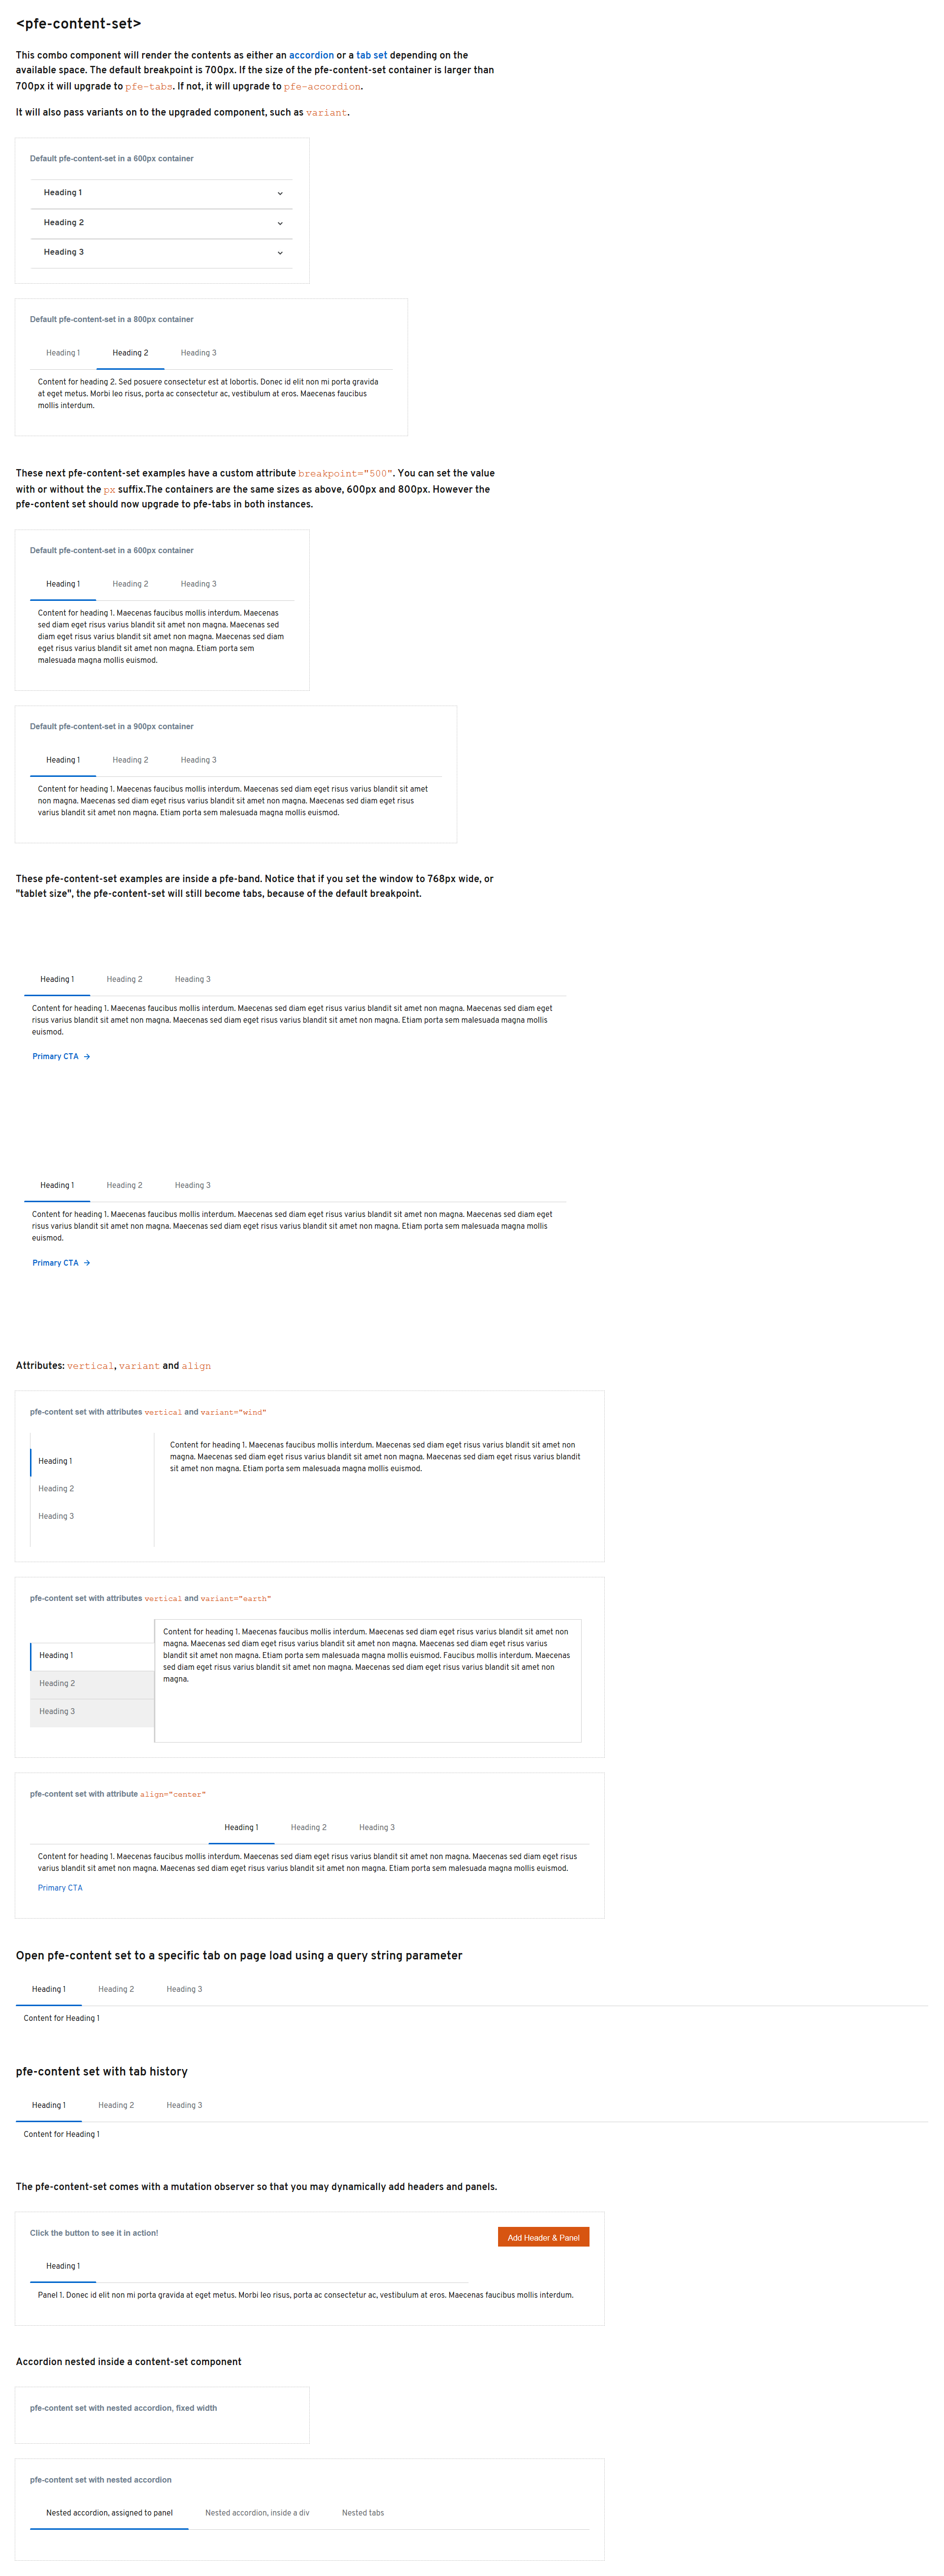 <pfe-content-set>
This combo component will render the contents as either an accordion or a tab set depending on the
available space. The default breakpoint is 700px. If the size of the pfe-content-set container is larger than
700px it will upgrade to pfe-tabs. If not, it will upgrade to pfe-accordion.
It will also pass variants on to the upgraded component, such as variant.
Default pfe-content-set in a 600px container
Heading 1
Heading 2
Heading 3
Default pfe-content-set in a 800px container
Heading 1 Heading 2 Heading 3
Content for heading 2. Sed posuere consectetur est at lobortis. Donec id elit non mi porta gravida
at eget metus. Morbi leo risus, porta ac consectetur ac, vestibulum at eros. Maecenas faucibus
mollis interdum.
These next pfe-content-set examples have a custom attribute breakpoint="500". You can set the value
with or without the px suffix.The containers are the same sizes as above, 600px and 800px. However the
pfe-content set should now upgrade to pfe-tabs in both instances.
Default pfe-content-set in a 600px container
Heading 1 Heading 2 Heading 3
Content for heading 1. Maecenas faucibus mollis interdum. Maecenas
sed diam eget risus varius blandit sit amet non magna. Maecenas sed
diam eget risus varius blandit sit amet non magna. Maecenas sed diam
eget risus varius blandit sit amet non magna. Etiam porta sem
malesuada magna mollis euismod.
Default pfe-content-set in a 900px container
Heading 1 Heading 2 Heading 3
Content for heading 1. Maecenas faucibus mollis interdum. Maecenas sed diam eget risus varius blandit sit amet
non magna. Maecenas sed diam eget risus varius blandit sit amet non magna. Maecenas sed diam eget risus
varius blandit sit amet non magna. Etiam porta sem malesuada magna mollis euismod.
These pfe-content-set examples are inside a pfe-band. Notice that if you set the window to 768px wide, or
"tablet size", the pfe-content-set will still become tabs, because of the default breakpoint.
Heading 1 Heading 2 Heading 3
Content for heading 1. Maecenas faucibus mollis interdum. Maecenas sed diam eget risus varius blandit sit amet non magna. Maecenas sed diam eget
risus varius blandit sit amet non magna. Maecenas sed diam eget risus varius blandit sit amet non magna. Etiam porta sem malesuada magna mollis
euismod.
Primary CTA
Heading 1 Heading 2 Heading 3
Content for heading 1. Maecenas faucibus mollis interdum. Maecenas sed diam eget risus varius blandit sit amet non magna. Maecenas sed diam eget
risus varius blandit sit amet non magna. Maecenas sed diam eget risus varius blandit sit amet non magna. Etiam porta sem malesuada magna mollis
euismod.
Primary CTA
Attributes: vertical, variant and align
pfe-content set with attributes vertical and variant="wind"
Heading 1
Heading 2
Heading 3
Content for heading 1. Maecenas faucibus mollis interdum. Maecenas sed diam eget risus varius blandit sit amet non
magna. Maecenas sed diam eget risus varius blandit sit amet non magna. Maecenas sed diam eget risus varius blandit
sit amet non magna. Etiam porta sem malesuada magna mollis euismod.
pfe-content set with attributes vertical and variant="earth"
Heading 1
Heading 2
Heading 3
Content for heading 1. Maecenas faucibus mollis interdum. Maecenas sed diam eget risus varius blandit sit amet non
magna. Maecenas sed diam eget risus varius blandit sit amet non magna. Maecenas sed diam eget risus varius
blandit sit amet non magna. Etiam porta sem malesuada magna mollis euismod. Faucibus mollis interdum. Maecenas
sed diam eget risus varius blandit sit amet non magna. Maecenas sed diam eget risus varius blandit sit amet non
magna.
pfe-content set with attribute align="center"
Heading 1 Heading 2 Heading 3
Content for heading 1. Maecenas faucibus mollis interdum. Maecenas sed diam eget risus varius blandit sit amet non magna. Maecenas sed diam eget risus
varius blandit sit amet non magna. Maecenas sed diam eget risus varius blandit sit amet non magna. Etiam porta sem malesuada magna mollis euismod.
Primary CTA
Open pfe-content set to a specific tab on page load using a query string parameter
Heading 1 Heading 2 Heading 3
Content for Heading 1
pfe-content set with tab history
Heading 1 Heading 2 Heading 3
Content for Heading 1
The pfe-content-set comes with a mutation observer so that you may dynamically add headers and panels.
Click the button to see it in action!
Add Header & Panel
Heading 1
Panel 1. Donec id elit non mi porta gravida at eget metus. Morbi leo risus, porta ac consectetur ac, vestibulum at eros. Maecenas faucibus mollis interdum.
Accordion nested inside a content-set component
pfe-content set with nested accordion, fixed width
pfe-content set with nested accordion
Nested accordion, assigned to panel Nested accordion, inside a div Nested tabs